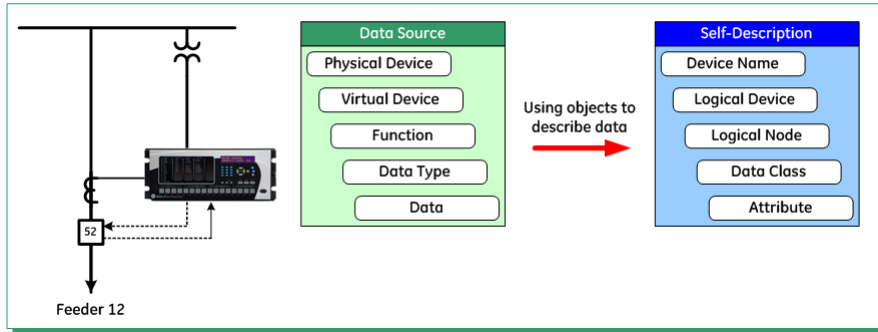 Data Source
Physical Device
Virtual Device
Function
Data Type
Data
Using objects to
describe data
Self-Description
Device Name
Logical Device
Logical Node
Data Class
Attribute
52
Feeder 12